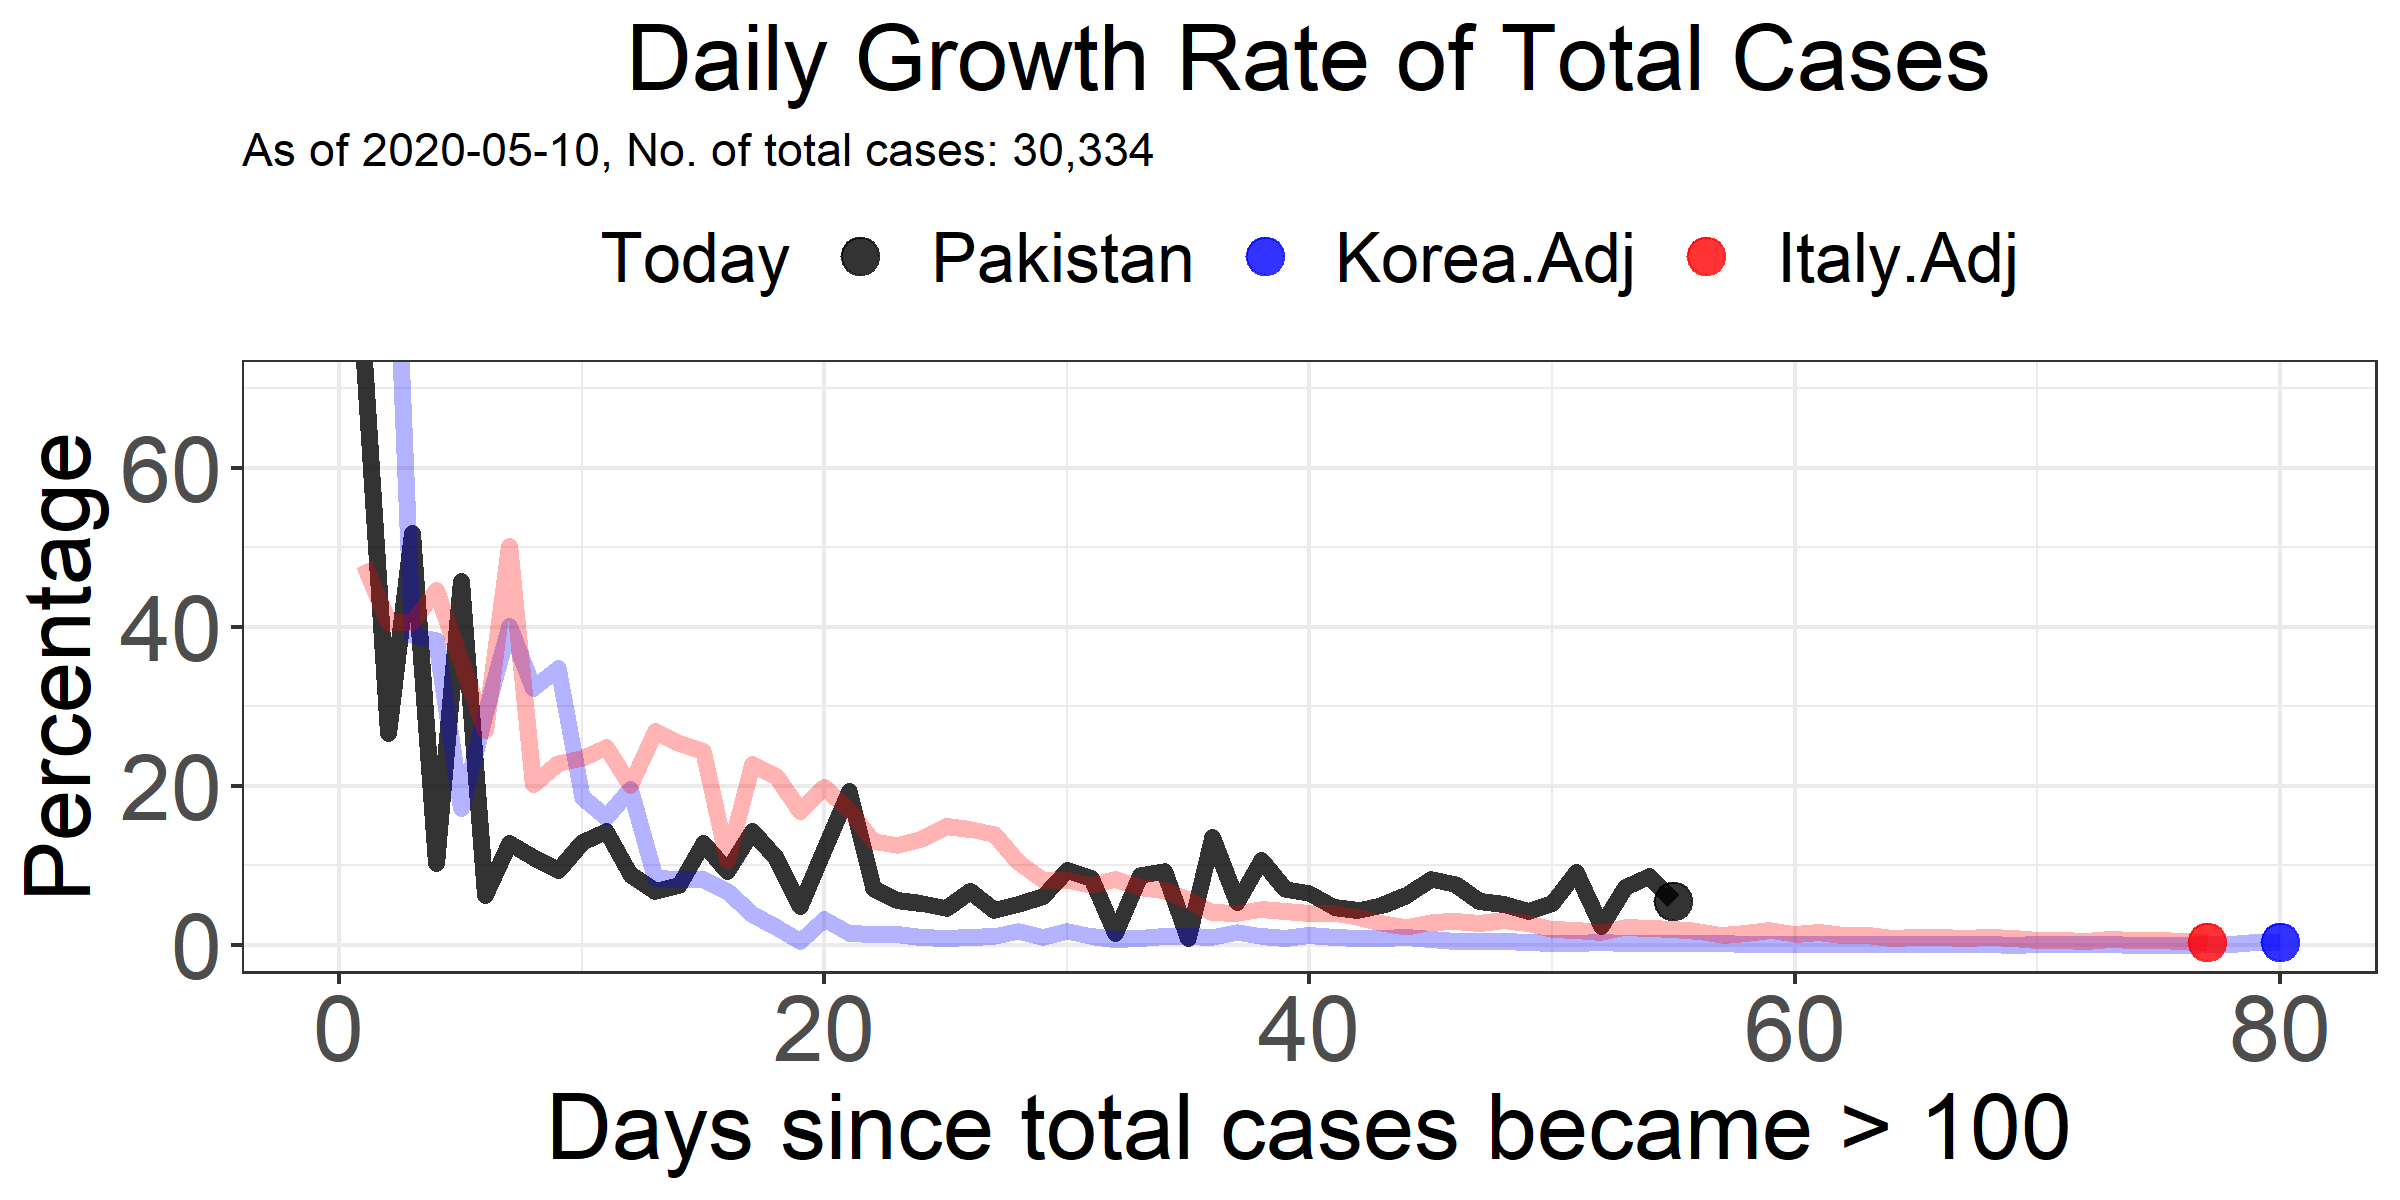 Daily Growth Rate of Total Cases
As of 2020-05-10, No. of total cases: 30,334
Today Pakistan Korea.Adj Italy.Adj
Percentage
60
40
20
0
0 20 40 60 80
Days since total cases became > 100